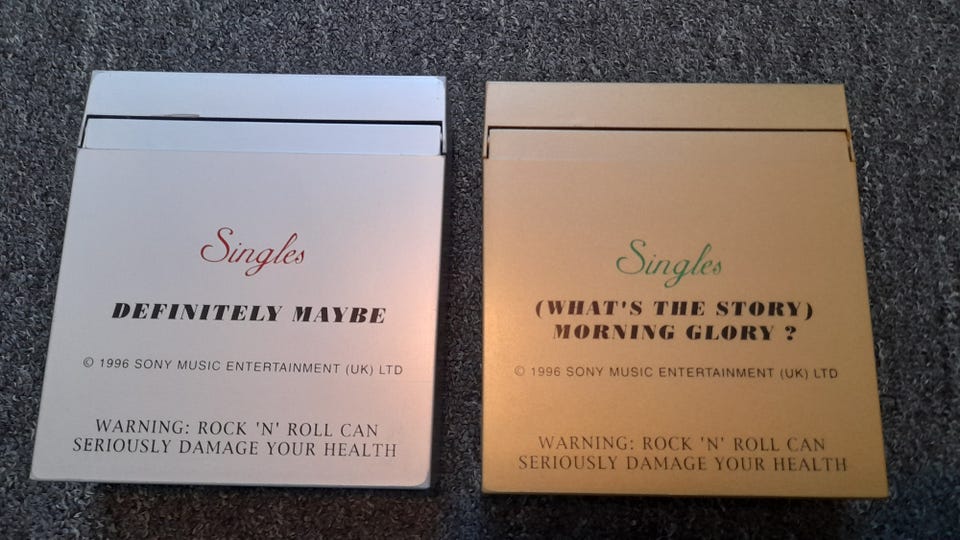 Singles
DEFINITELY MAYBE
© 1996 SONY MUSIC ENTERTAINMENT (UK) LTD
WARNING: ROCK 'N' ROLL CAN
SERIOUSLY DAMAGE YOUR HEALTH
Singles
(WHAT'S THE STORY)
MORNING GLORY ?
© 1996 SONY MUSIC ENTERTAINMENT (UK) LTD
WARNING: ROCK 'N' ROLL CAN
SERIOUSLY DAMAGE YOUR HEALTH